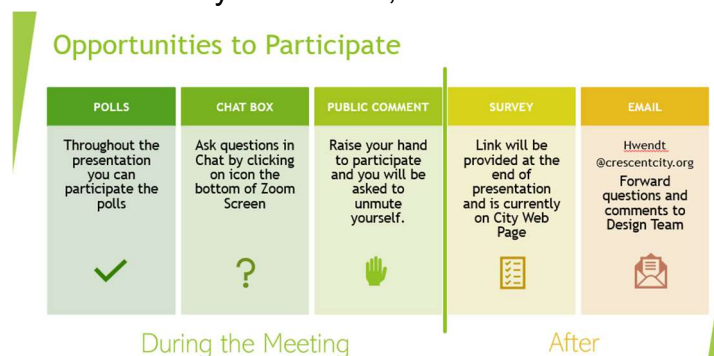 Opportunities to Participate
POLLS
Throughout the
presentation
you can
participate the
polls
CHAT BOX
Ask questions in
Chat by clicking
on icon the
bottom of Zoom
Screen
PUBLIC COMMENT
Raise your hand
to participate
and you will be
asked to
unmute
yourself.
SURVEY
Link will be
provided at the
end of
presentation
and is currently
on City Web
Page
EMAIL
Hwendt
@crescentcity.org
Forward
questions and
comments to
Design Team
?
During the Meeting
After